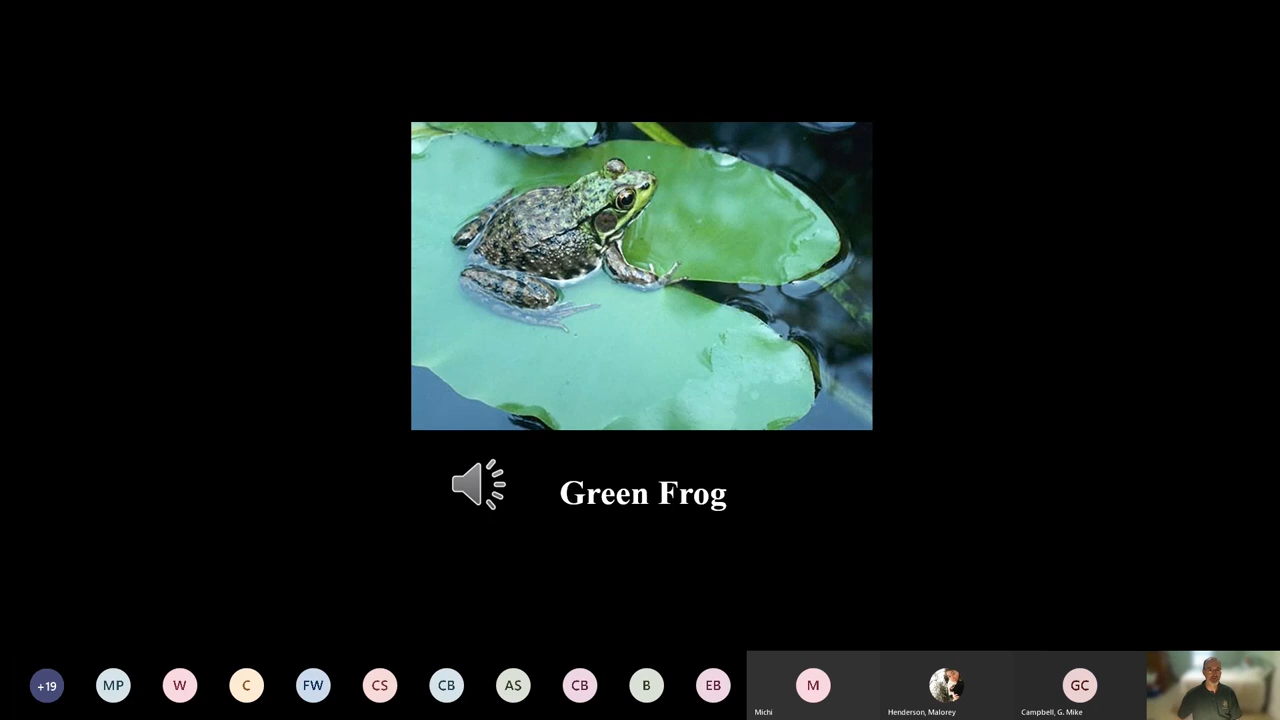 Green Frog
+19
MP
W
C
FW
CS
CB
AS
CB
B
EB
M
GC
Michi
Henderson, Malorey
Campbell, G. Mike